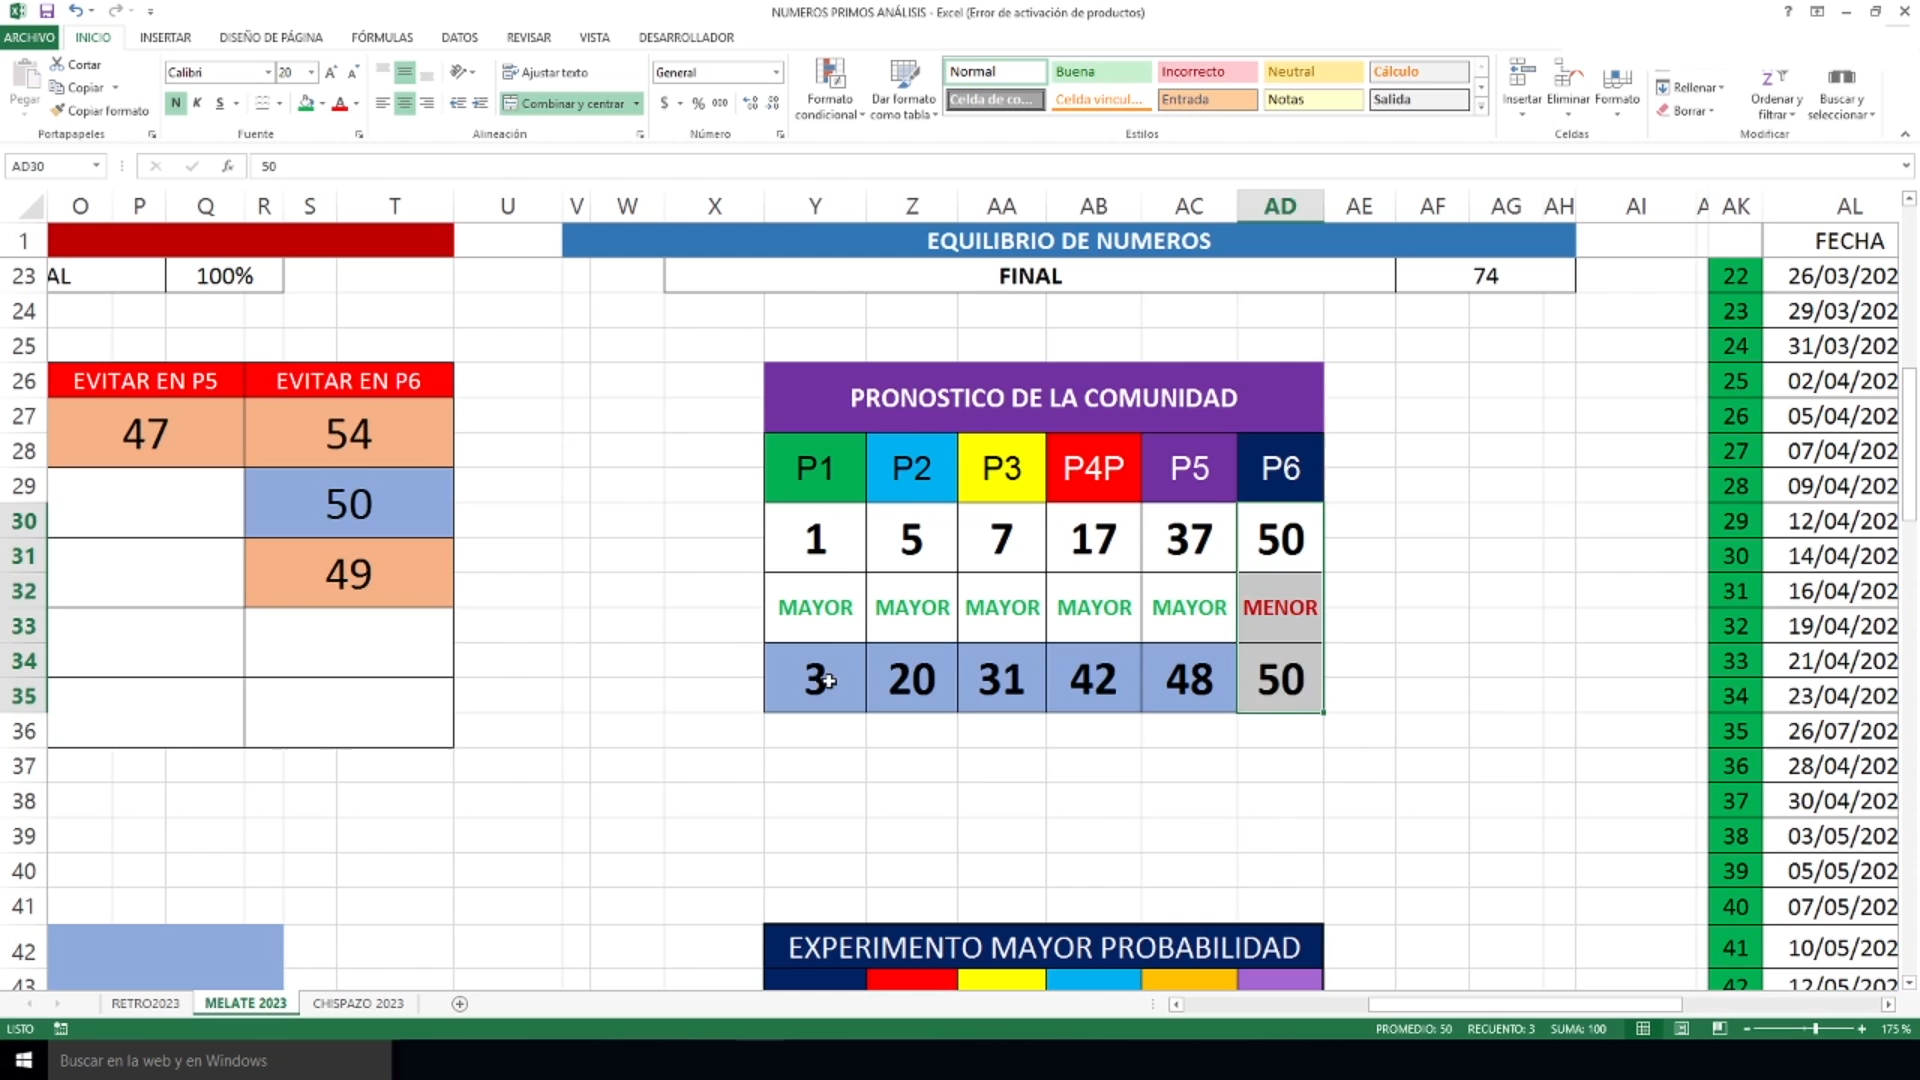 NUMEROS PRIMOS ANÁLISIS - Excel (Error de activación de productos)
ARCHIVO INICIO INSERTAR DISEÑO DE PÁGINA FÓRMULAS DATOS REVISAR VISTA DESARROLLADOR
Pegar Cortar Copiar Copiar formato Portapapeles
Calibri 20 N K S Fuente
Ajustar texto Combinar y centrar Alineación
General $ % 000 Número
Formato condicional Dar formato como tabla
Normal Buena Incorrecto Neutral Cálculo
Celda de co... Celda vincul... Entrada Notas Salida
Estilos
Insertar Eliminar Formato Celdas
Rellenar Borrar Ordenar y filtrar Buscar y seleccionar Modificar
AD30 fx 50
O P Q R S T U V W X Y Z AA AB AC AD AE AF AG AH AI A AK AL
1 EQUILIBRIO DE NUMEROS FECHA
23 AL 100% FINAL 74 22 26/03/202
24 23 29/03/202
25 24 31/03/202
26 EVITAR EN P5 EVITAR EN P6 PRONOSTICO DE LA COMUNIDAD 25 02/04/202
27 47 54 26 05/04/202
28 P1 P2 P3 P4P P5 P6 27 07/04/202
29 50 28 09/04/202
30 1 5 7 17 37 50 29 12/04/202
31 49 30 14/04/202
32 MAYOR MAYOR MAYOR MAYOR MAYOR MENOR 31 16/04/202
33 32 19/04/202
34 3 20 31 42 48 50 33 21/04/202
35 34 23/04/202
36 35 26/07/202
37 36 28/04/202
38 37 30/04/202
39 38 03/05/202
40 39 05/05/202
41 40 07/05/202
42 EXPERIMENTO MAYOR PROBABILIDAD 41 10/05/202
43 42 12/05/202
RETRO2023 MELATE 2023 CHISPAZO 2023
LISTO PROMEDIO: 50 RECUENTO: 3 SUMA: 100 175 %
Buscar en la web y en Windows